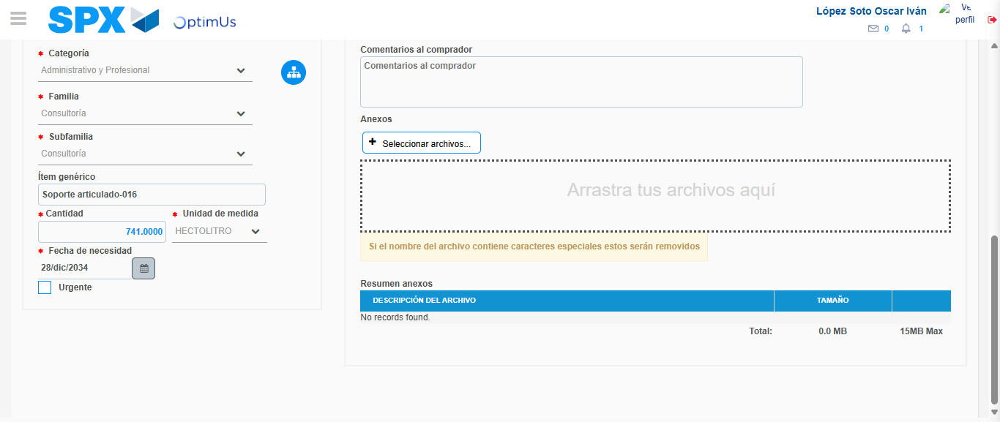 SPX
OptimUs
López Soto Oscar Iván
Ve
perfil
0
1
* Categoría
Administrativo y Profesional
* Familia
Consultoría
* Subfamilia
Consultoría
Ítem genérico
Soporte articulado-016
* Cantidad
* Unidad de medida
741.0000
HECTOLITRO
* Fecha de necesidad
28/dic/2034
Urgente
Comentarios al comprador
Comentarios al comprador
Anexos
+ Seleccionar archivos...
Arrastra tus archivos aquí
Si el nombre del archivo contiene caracteres especiales estos serán removidos
Resumen anexos
DESCRIPCIÓN DEL ARCHIVO
TAMAÑO
No records found.
Total:
0.0 MB
15MB Max